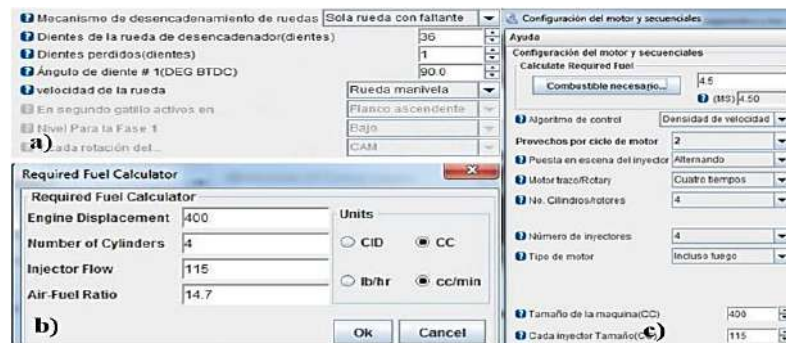 Mecanismo de desencadenamiento de ruedas Sola rueda con faltante
Dientes de la rueda de desencadenador(dientes) 36
Dientes perdidos(dientes) 1
Ángulo de diente # 1(DEG BTDC) 90.0
velocidad de la rueda Rueda manivela
En segundo gatillo activos en Flanco ascendente
Nivel Para la Fase 1 Bajo
a) cada rotación del... CAM
Required Fuel Calculator
Required Fuel Calculator
Engine Displacement 400
Number of Cylinders 4
Injector Flow 115
Air-Fuel Ratio 14.7
Units
CID CC
lb/hr cc/min
b) Ok Cancel
Configuración del motor y secuenciales
Ayuda
Configuración del motor y secuenciales
Calculate Required Fuel
Combustible necesario... 4.5
(MS) 4.50
Algoritmo de control Densidad de velocidad
Provechos por ciclo de motor 2
Puesta en escena del inyector Alternando
Motor trazo/Rotary Cuatro tiempos
No. Cilindros/rotores 4
Número de inyectores 4
Tipo de motor Incluso fuego
Tamaño de la maquina(CC) 400
Cada inyector Tamaño(CC) 115
c)